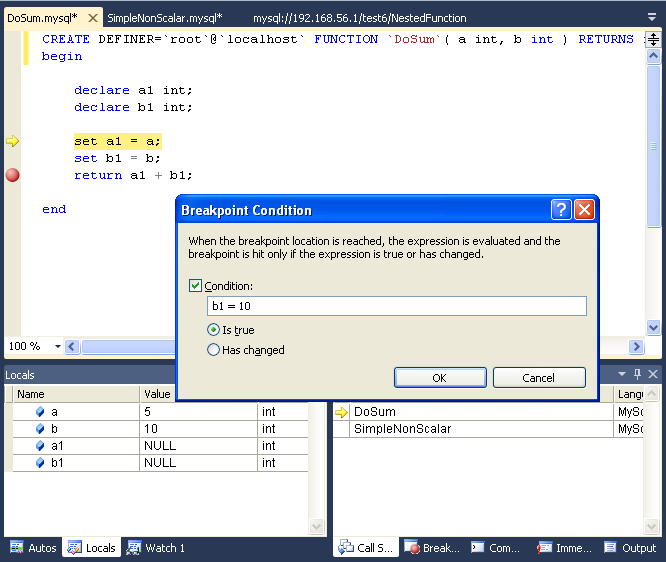 DoSum.mysql* SimpleNonScalar.mysql* mysql://192.168.56.1/test6/NestedFunction
CREATE DEFINER=`root`@`localhost` FUNCTION `DoSum`( a int, b int ) RETURNS
begin
declare a1 int;
declare b1 int;
set a1 = a;
set b1 = b;
return a1 + b1;
end
Breakpoint Condition
When the breakpoint location is reached, the expression is evaluated and the
breakpoint is hit only if the expression is true or has changed.
Condition:
b1 = 10
Is true
Has changed
OK Cancel
100 %
Locals
Name Value
a 5 int
b 10 int
a1 NULL int
b1 NULL int
Langu
DoSum MySQ
SimpleNonScalar MySQ
Autos Locals Watch 1 Call S... Break... Com... Imme... Output